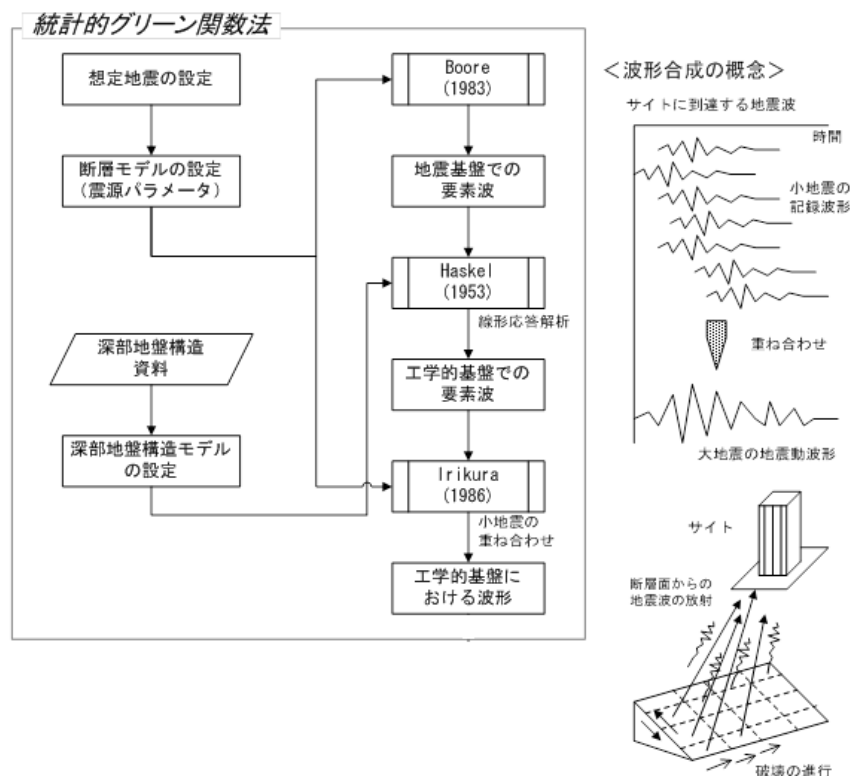 統計的グリーン関数法
想定地震の設定
断層モデルの設定
(震源パラメータ)
深部地盤構造
資料
深部地盤構造モデル
の設定
Boore
(1983)
地震基盤での
要素波
Haskel
(1953)
線形応答解析
工学的基盤での
要素波
Irikura
(1986)
小地震の
重ね合わせ
工学的基盤に
おける波形
＜波形合成の概念＞
サイトに到達する地震波
時間
小地震の
記録波形
重ね合わせ
大地震の地震動波形
サイト
断層面からの
地震波の放射
破壊の進行